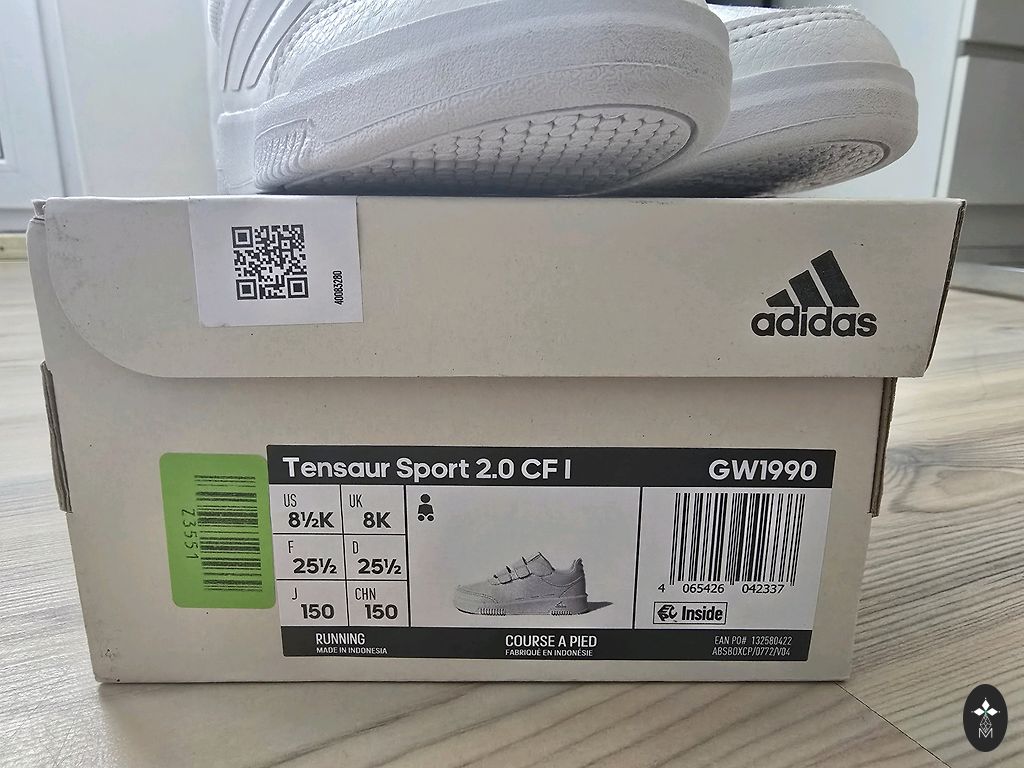 40083280
adidas
Tensaur Sport 2.0 CF I
GW1990
US
8½K
UK
8K
F
25½
D
25½
J
150
CHN
150
4 065426 042337
Inside
RUNNING
MADE IN INDONESIA
COURSE A PIED
FABRIQUÉ EN INDONÉSIE
EAN PO# 132580422
ABSBOXCP/0772/V04
Z3551
M